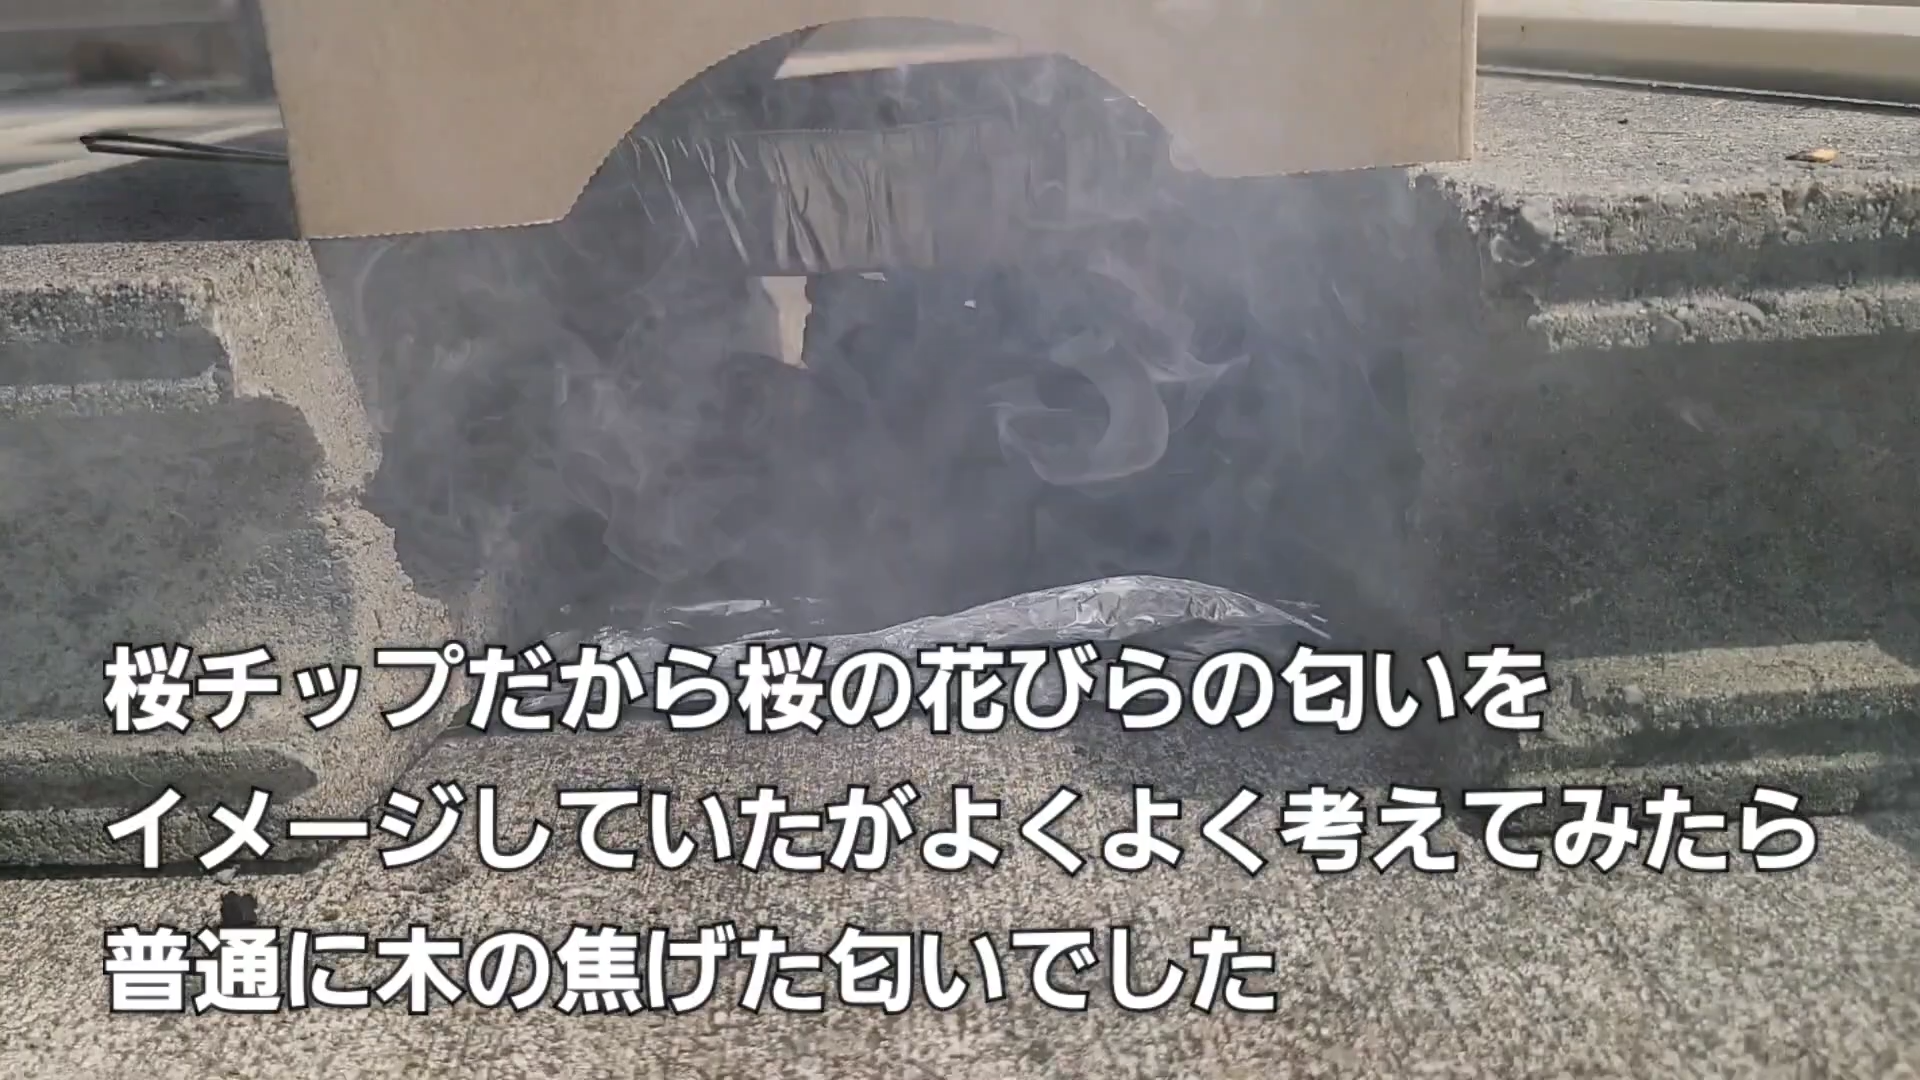 桜チップだから桜の花びらの匂いを
イメージしていたがよくよく考えてみたら
普通に木の焦げた匂いでした